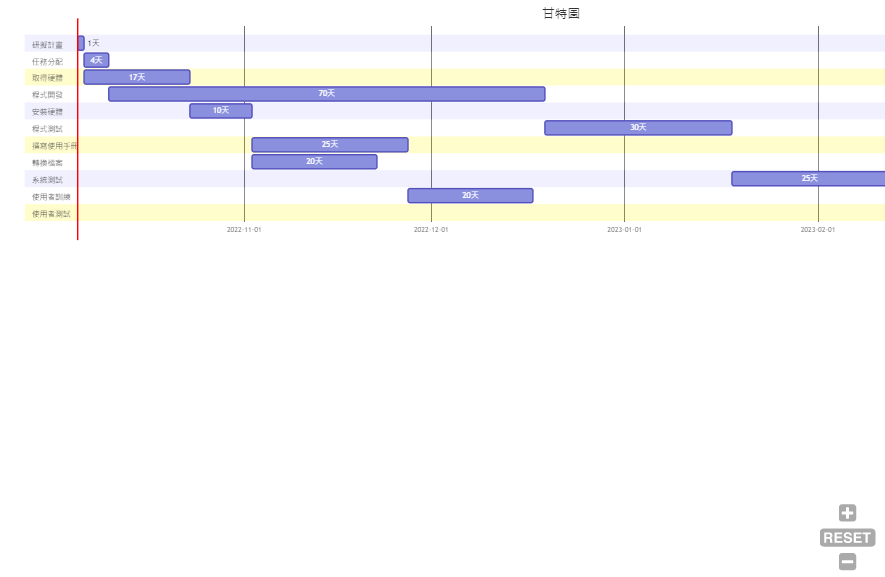 甘特圖
研擬計畫 1天
任務分配 4天
取得硬體 17天
程式開發 70天
安裝硬體 10天
程式測試 30天
撰寫使用手冊 25天
轉換檔案 20天
系統測試 25天
使用者訓練 20天
使用者測試
2022-11-01 2022-12-01 2023-01-01 2023-02-01
RESET